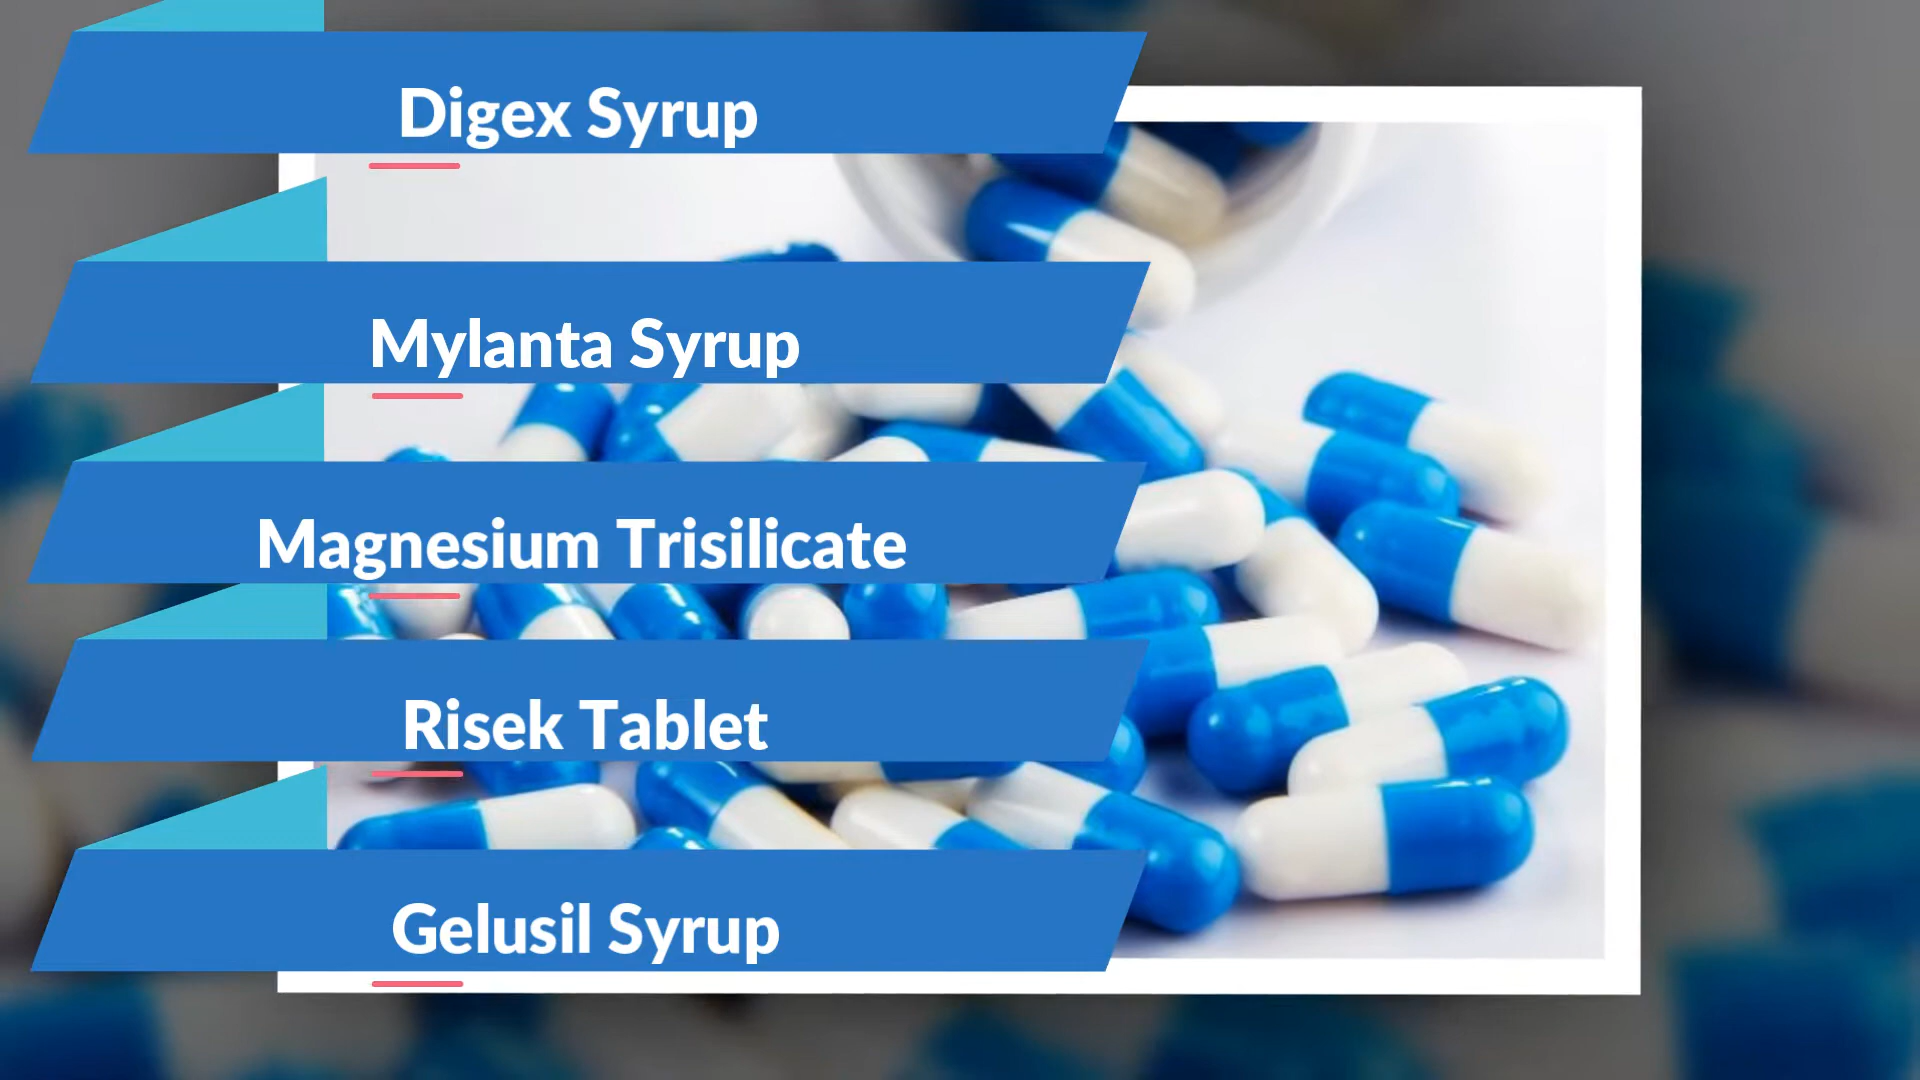 Digex Syrup
Mylanta Syrup
Magnesium Trisilicate
Risek Tablet
Gelusil Syrup